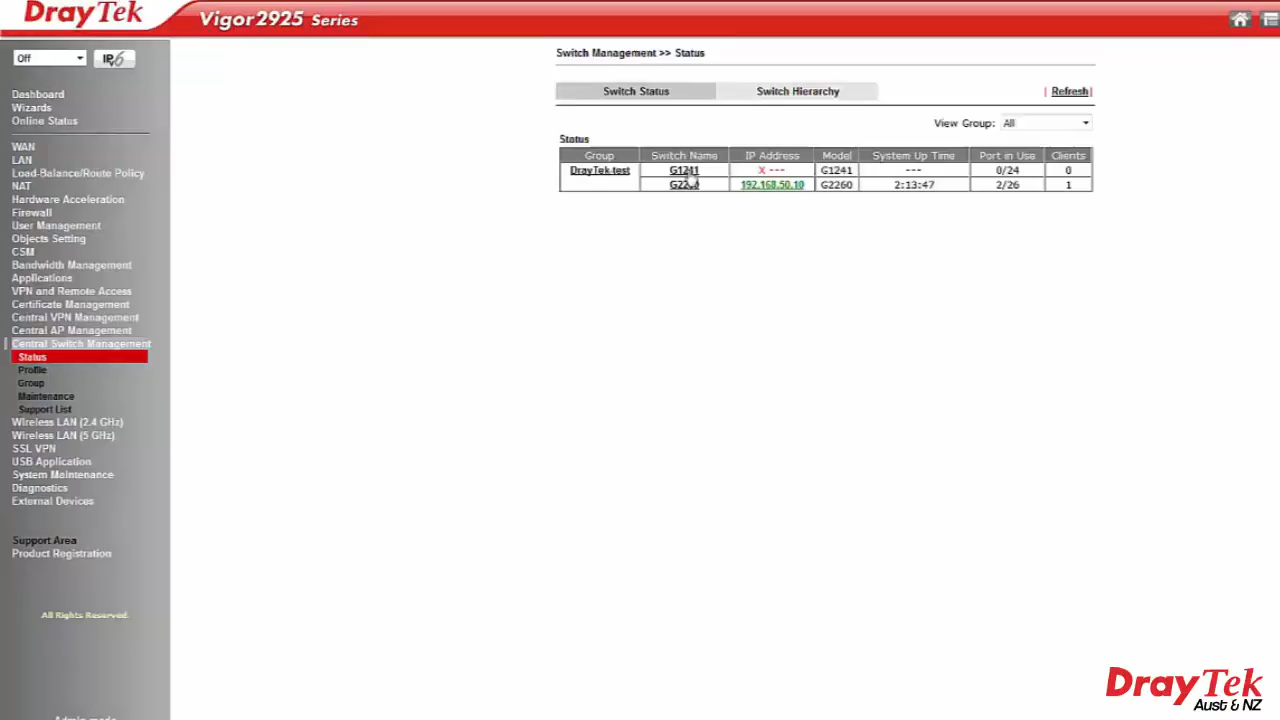 DrayTek Vigor2925 Series
Off IPv6
Dashboard
Wizards
Online Status
WAN
LAN
Load-Balance/Route Policy
NAT
Hardware Acceleration
Firewall
User Management
Objects Setting
CSM
Bandwidth Management
Applications
VPN and Remote Access
Certificate Management
Central VPN Management
Central AP Management
Central Switch Management
Status
Profile
Group
Maintenance
Support List
Wireless LAN (2.4 GHz)
Wireless LAN (5 GHz)
SSL VPN
USB Application
System Maintenance
Diagnostics
External Devices
Support Area
Product Registration
All Rights Reserved.
Admin mode
Switch Management >> Status
Switch Status Switch Hierarchy | Refresh |
View Group: All
Status
Group Switch Name IP Address Model System Up Time Port in Use Clients
DrayTek-test G1241 X --- G1241 --- 0/24 0
192.168.50.10 G2260 2:13:47 2/26 1
DrayTek
Aust & NZ